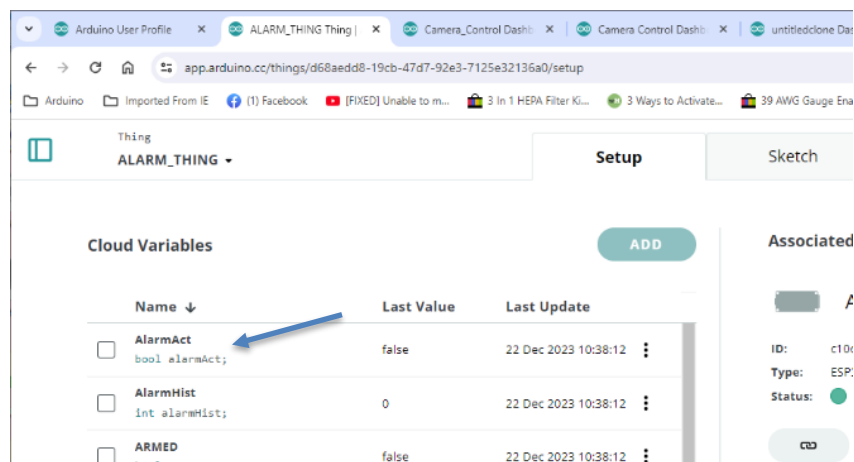 Arduino User Profile
ALARM_THING Thing |
Camera_Control Dashb
Camera Control Dashb
untitledclone Das
app.arduino.cc/things/d68aedd8-19cb-47d7-92e3-7125e32136a0/setup
Arduino
Imported From IE
(1) Facebook
[FIXED] Unable to m...
3 In 1 HEPA Filter Ki...
3 Ways to Activate...
39 AWG Gauge Ena
Thing
ALARM_THING
Setup
Sketch
Cloud Variables
ADD
Associated
A
Name Last Value Last Update
AlarmAct
bool alarmAct;
false
22 Dec 2023 10:38:12
ID:
Type:
Status:
AlarmHist
int alarmHist;
0
22 Dec 2023 10:38:12
ARMED
false
22 Dec 2023 10:38:12